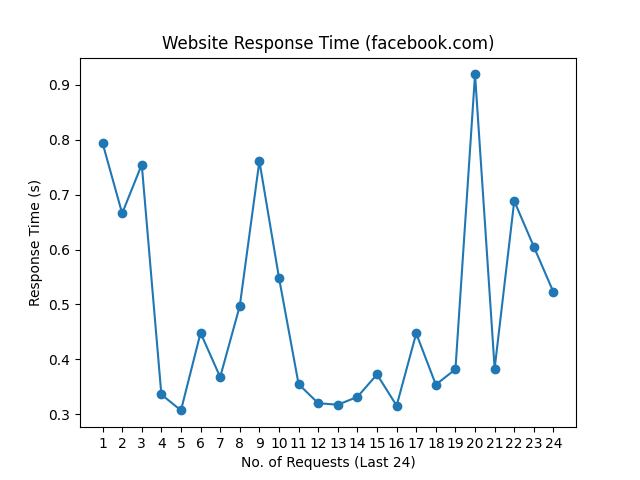 Website Response Time (facebook.com)
Response Time (s)
0.9
0.8
0.7
0.6
0.5
0.4
0.3
1 2 3 4 5 6 7 8 9 10 11 12 13 14 15 16 17 18 19 20 21 22 23 24
No. of Requests (Last 24)